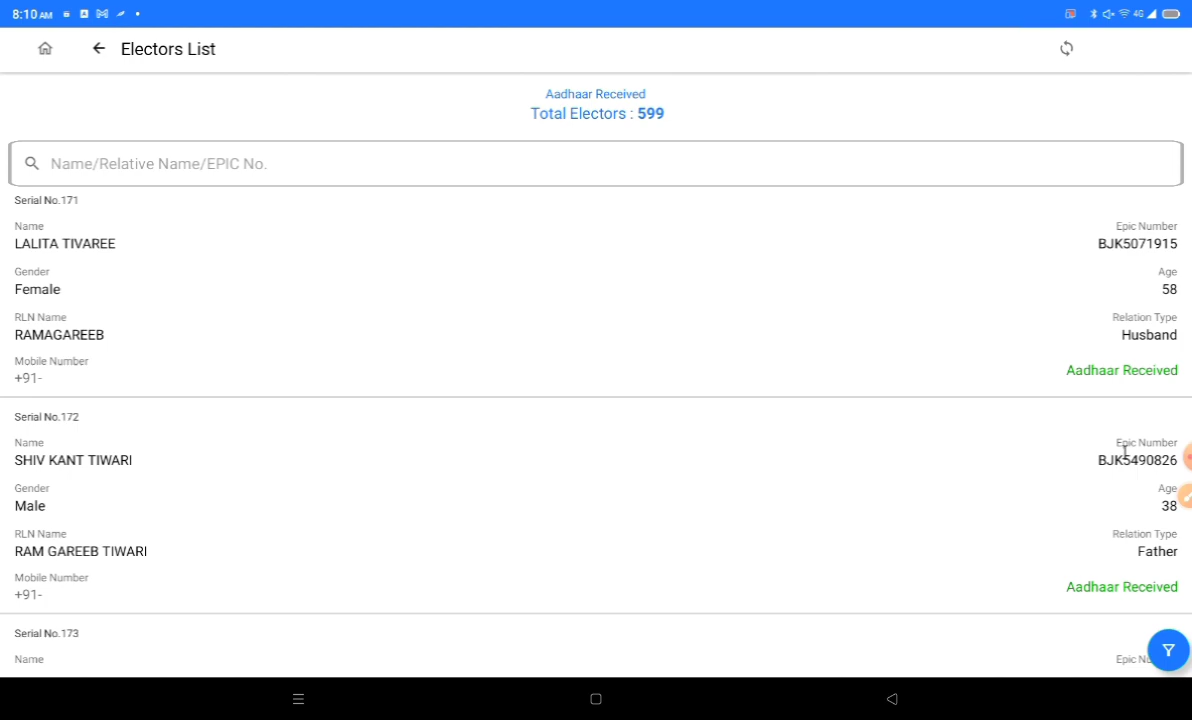 8:10 AM
4G
Electors List
Aadhaar Received
Total Electors : 599
Name/Relative Name/EPIC No.
Serial No.171
Name
Epic Number
LALITA TIVAREE
BJK5071915
Gender
Age
Female
58
RLN Name
Relation Type
RAMAGAREEB
Husband
Mobile Number
+91-
Aadhaar Received
Serial No.172
Name
Epic Number
SHIV KANT TIWARI
BJK5490826
Gender
Age
Male
38
RLN Name
Relation Type
RAM GAREEB TIWARI
Father
Mobile Number
+91-
Aadhaar Received
Serial No.173
Name
Epic